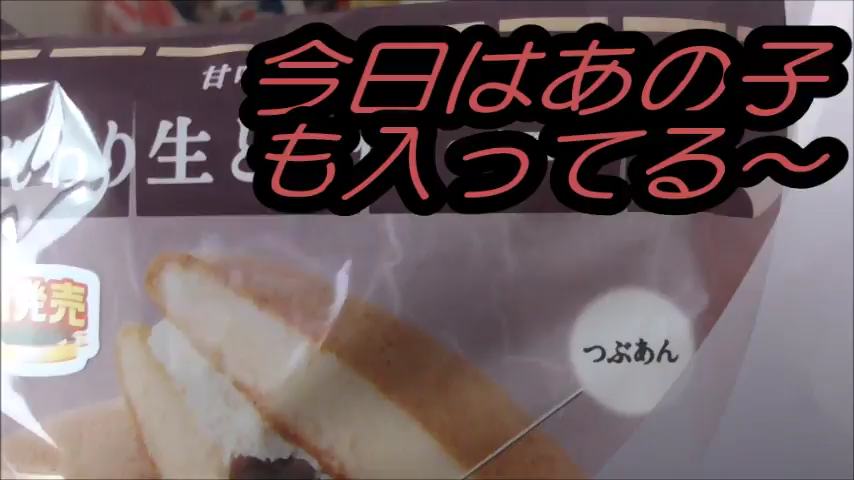 今日はあの子
も入ってる～
甘
わり生ど
発売
つぶあん